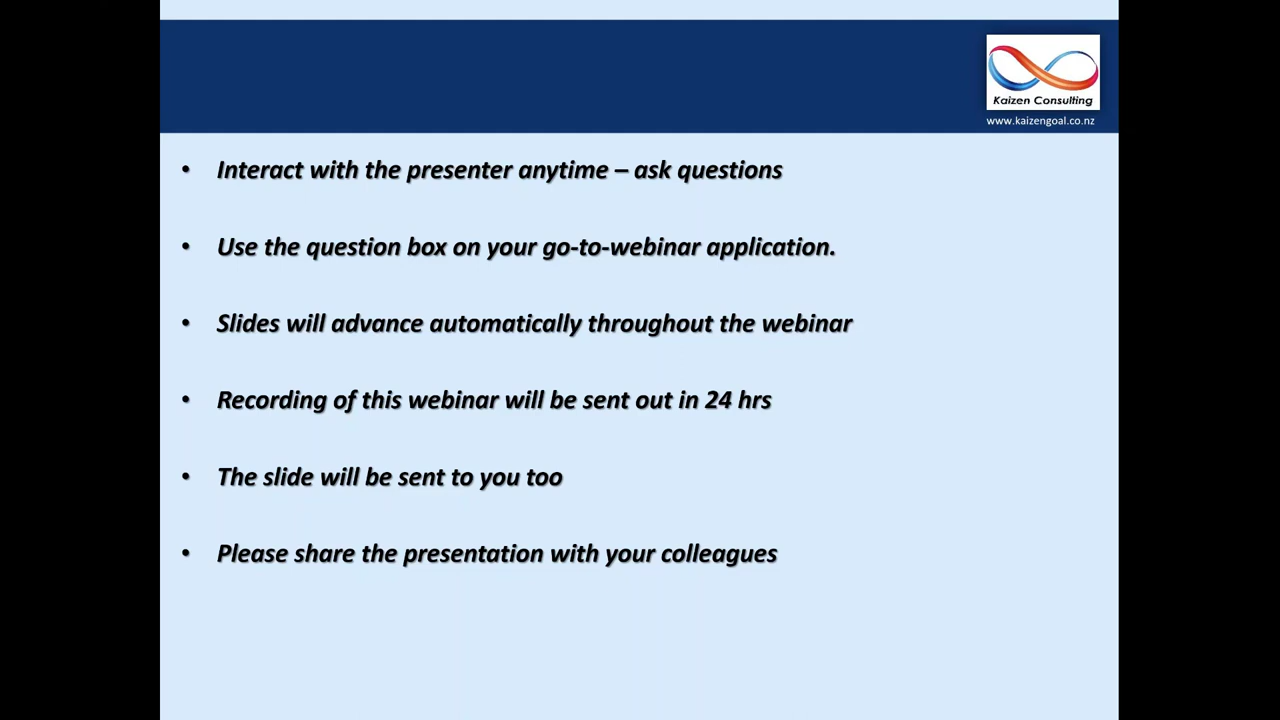 Kaizen Consulting
www.kaizengoal.co.nz
• Interact with the presenter anytime – ask questions
• Use the question box on your go-to-webinar application.
• Slides will advance automatically throughout the webinar
• Recording of this webinar will be sent out in 24 hrs
• The slide will be sent to you too
• Please share the presentation with your colleagues